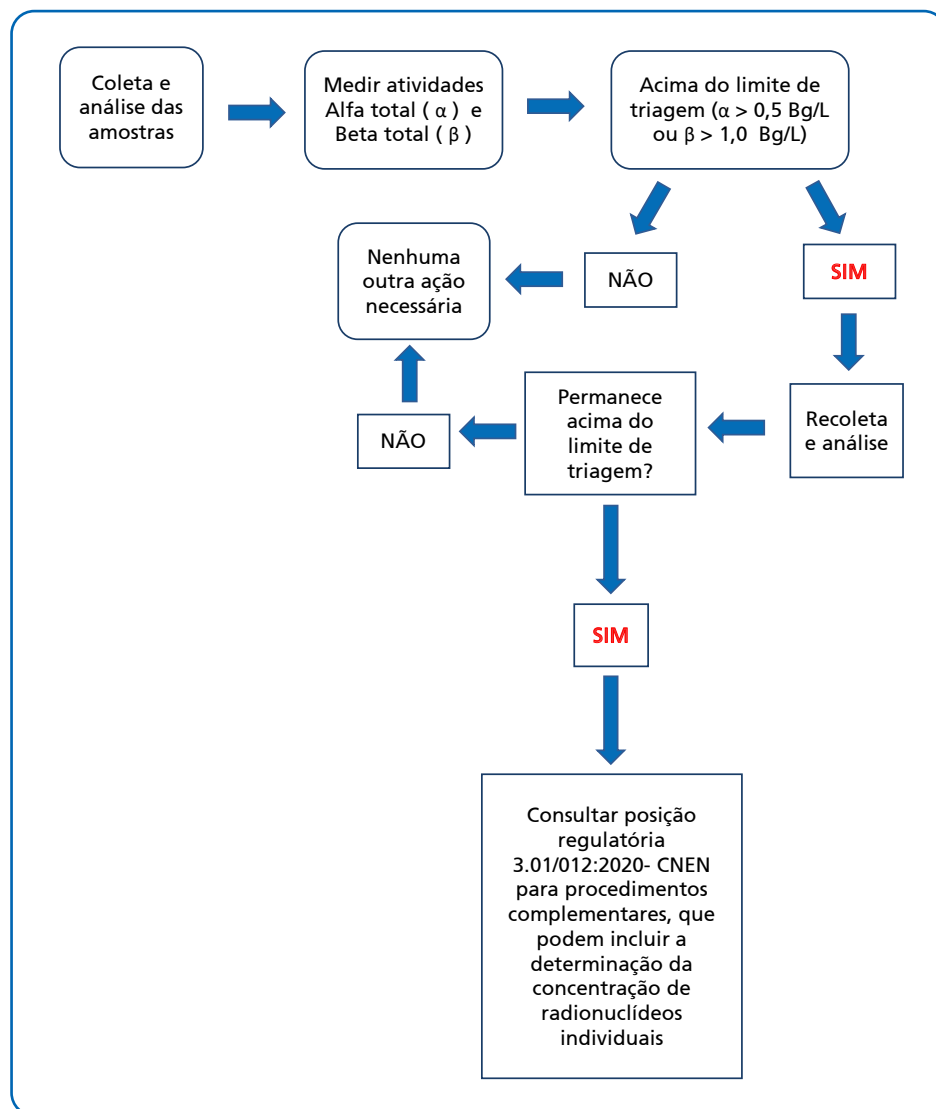 Coleta e
análise das
amostras
Medir atividades
Alfa total ( α ) e
Beta total ( β )
Acima do limite de
triagem (α > 0,5 Bg/L
ou β > 1,0 Bg/L)
Nenhuma
outra ação
necessária
NÃO
SIM
NÃO
Permanece
acima do
limite de
triagem?
Recoleta
e análise
SIM
Consultar posição
regulatória
3.01/012:2020- CNEN
para procedimentos
complementares, que
podem incluir a
determinação da
concentração de
radionuclídeos
individuais